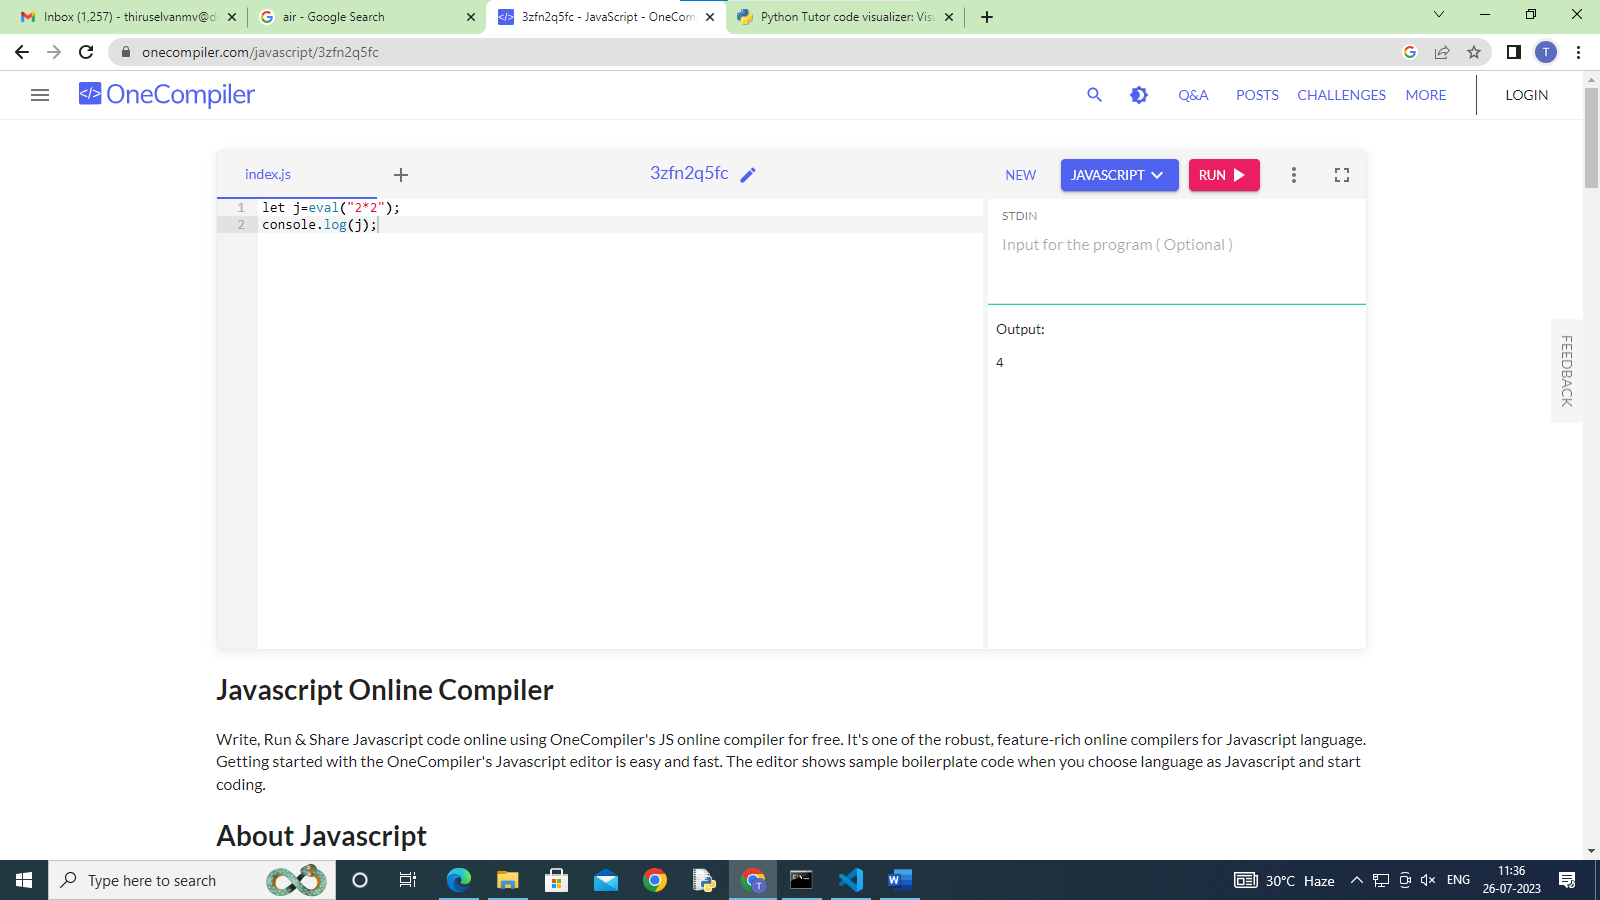 Inbox (1,257) - thiruselvanmv@d
air - Google Search
3zfn2q5fc - JavaScript - OneCom
Python Tutor code visualizer: Visu
onecompiler.com/javascript/3zfn2q5fc
T
</> OneCompiler
Q&A
POSTS
CHALLENGES
MORE
LOGIN
index.js
3zfn2q5fc
NEW
JAVASCRIPT
RUN
1 let j=eval("2*2");
2 console.log(j);
STDIN
Input for the program ( Optional )
Output:
4
FEEDBACK
Javascript Online Compiler
Write, Run & Share Javascript code online using OneCompiler's JS online compiler for free. It's one of the robust, feature-rich online compilers for Javascript language.
Getting started with the OneCompiler's Javascript editor is easy and fast. The editor shows sample boilerplate code when you choose language as Javascript and start
coding.
About Javascript
Type here to search
30°C Haze
ENG
11:36
26-07-2023